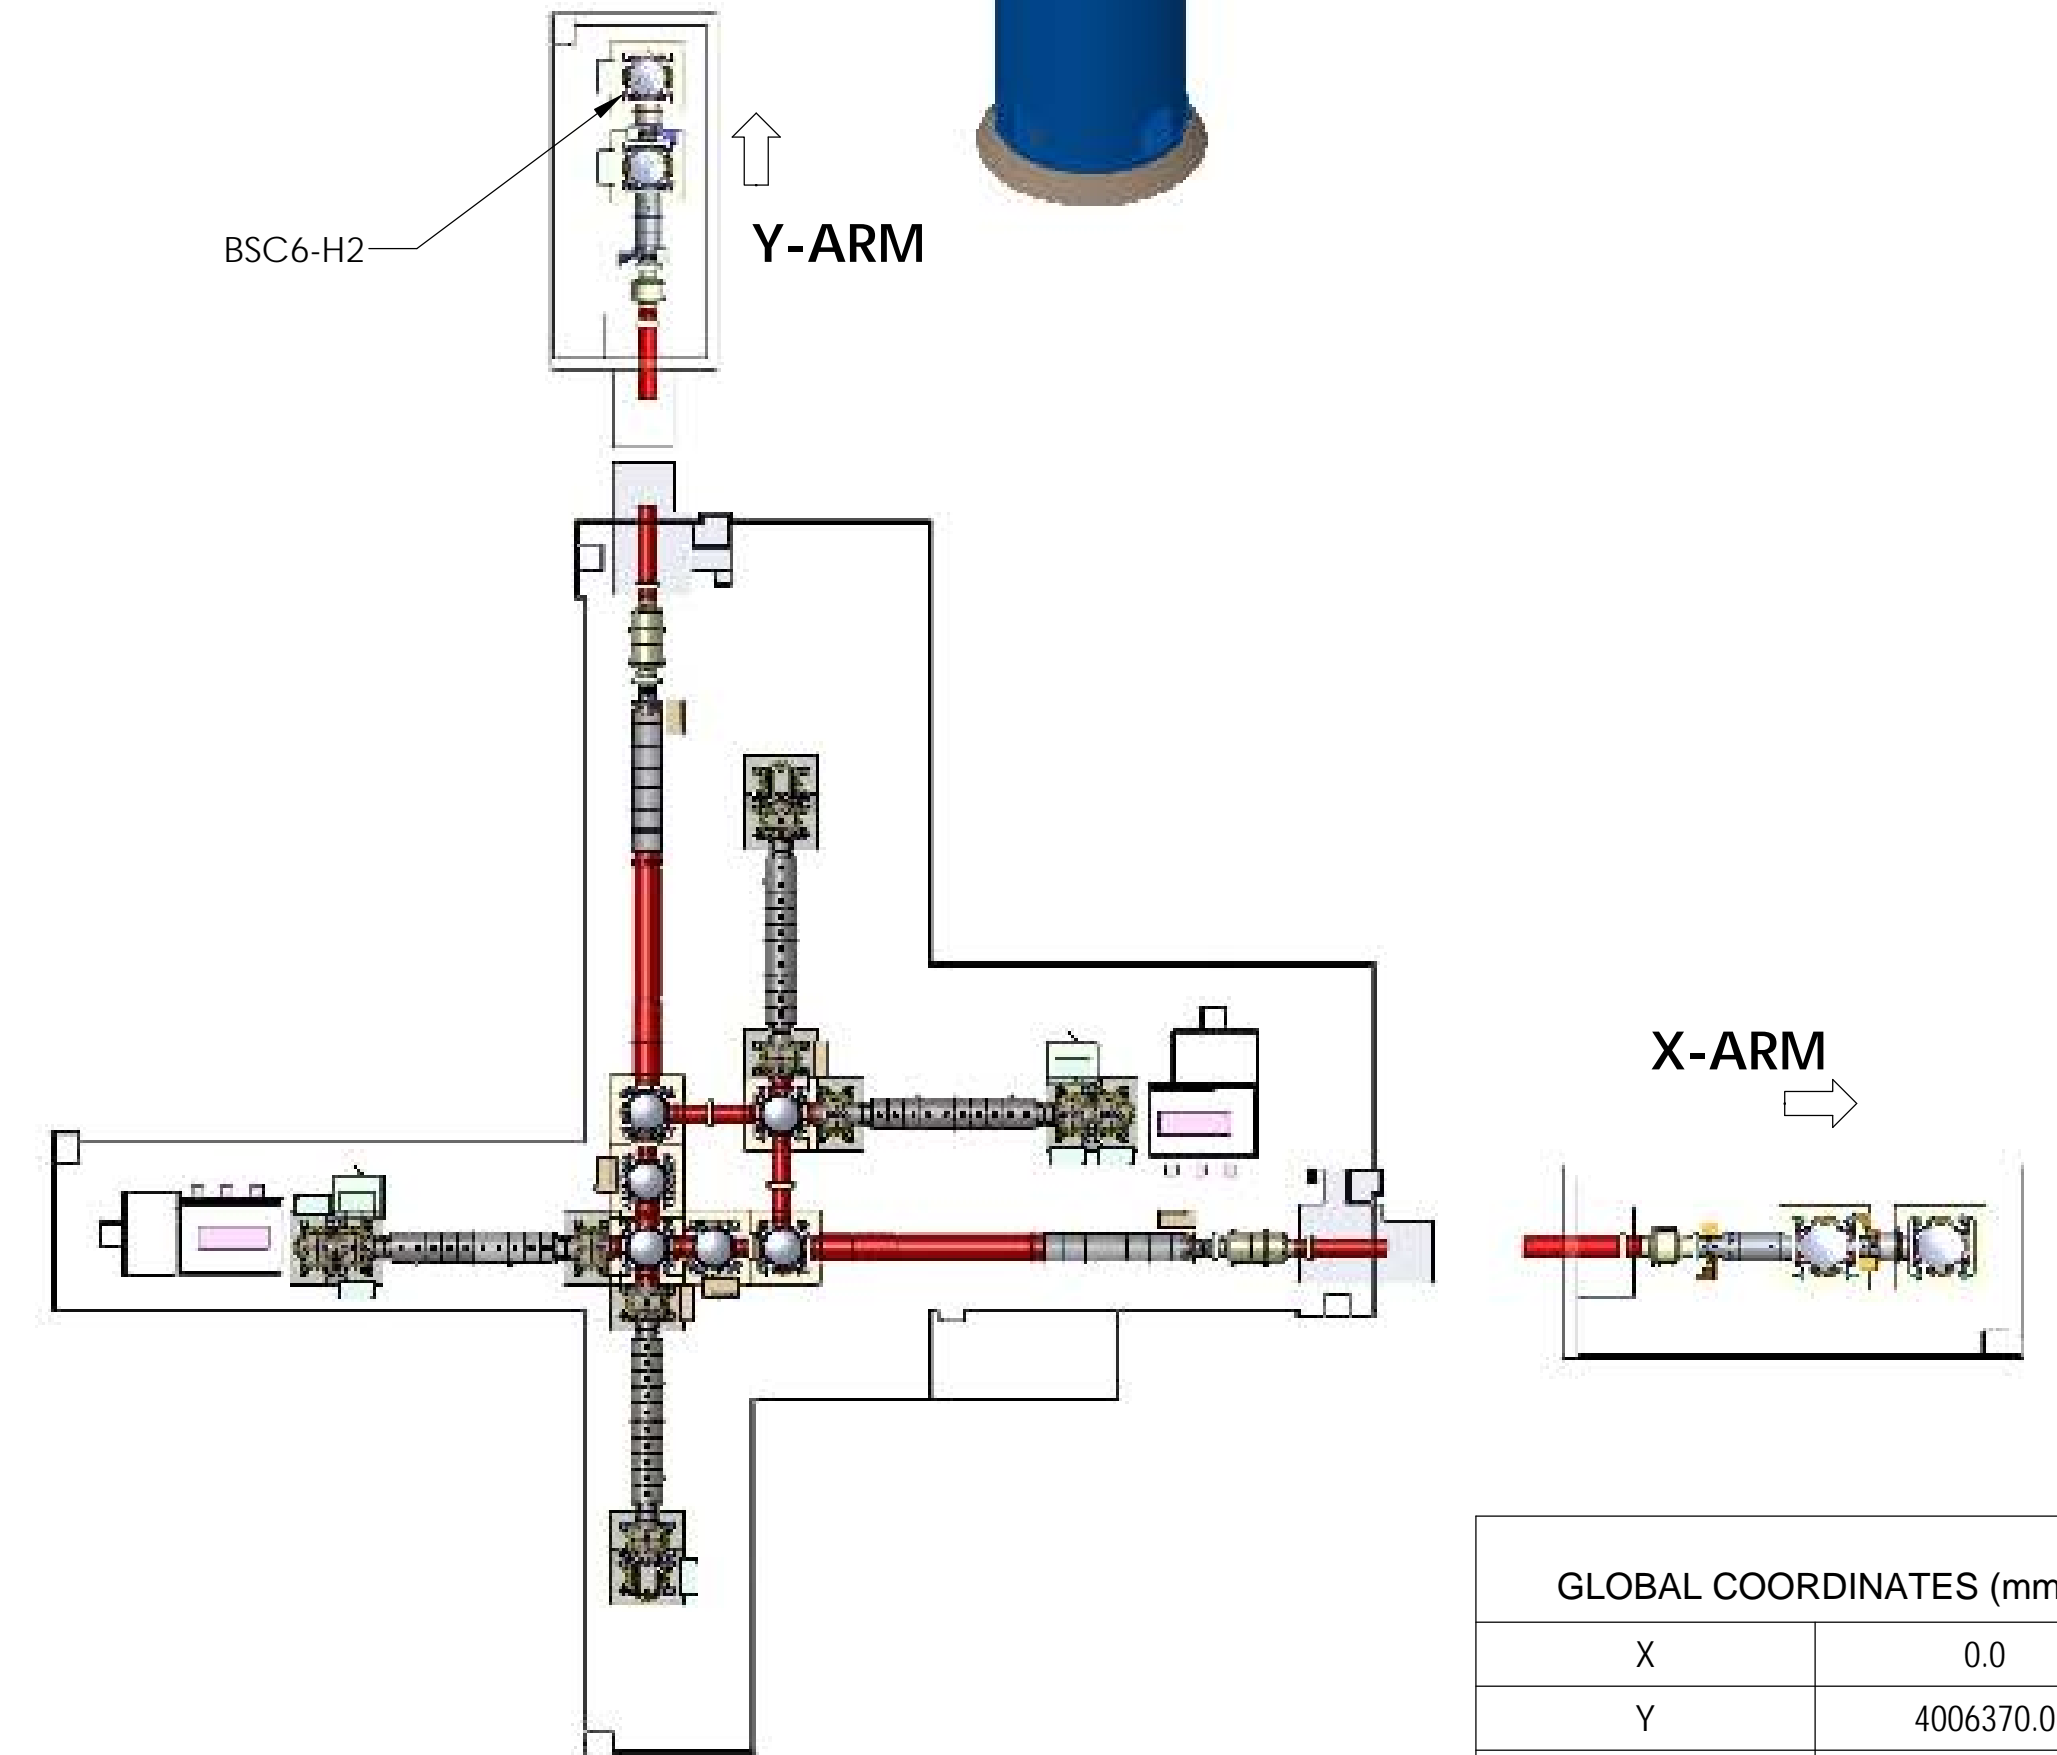 BSC6-H2
Y-ARM
X-ARM
GLOBAL COORDINATES (mm
X 0.0
Y 4006370.0